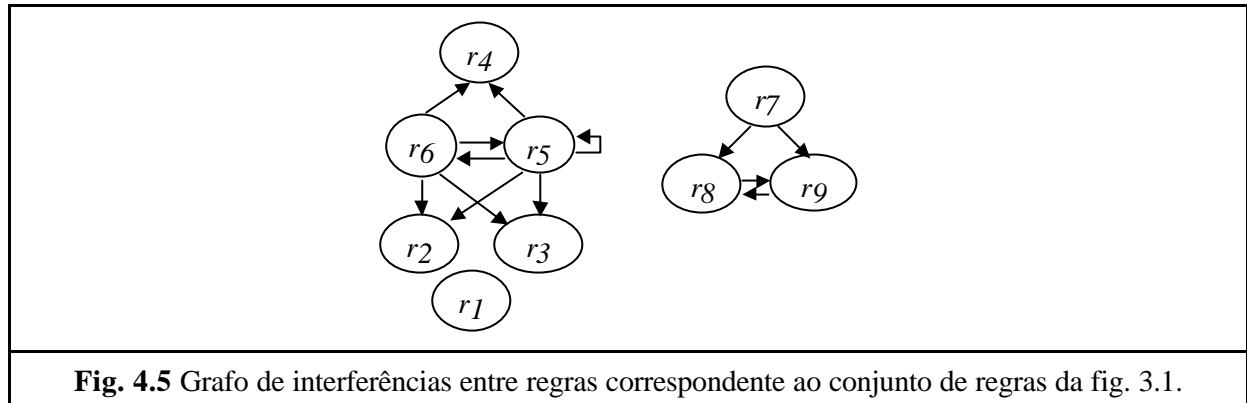 r4
r7
r6
r5
r8
r9
r2
r3
r1
Fig. 4.5 Grafo de interferências entre regras correspondente ao conjunto de regras da fig. 3.1.